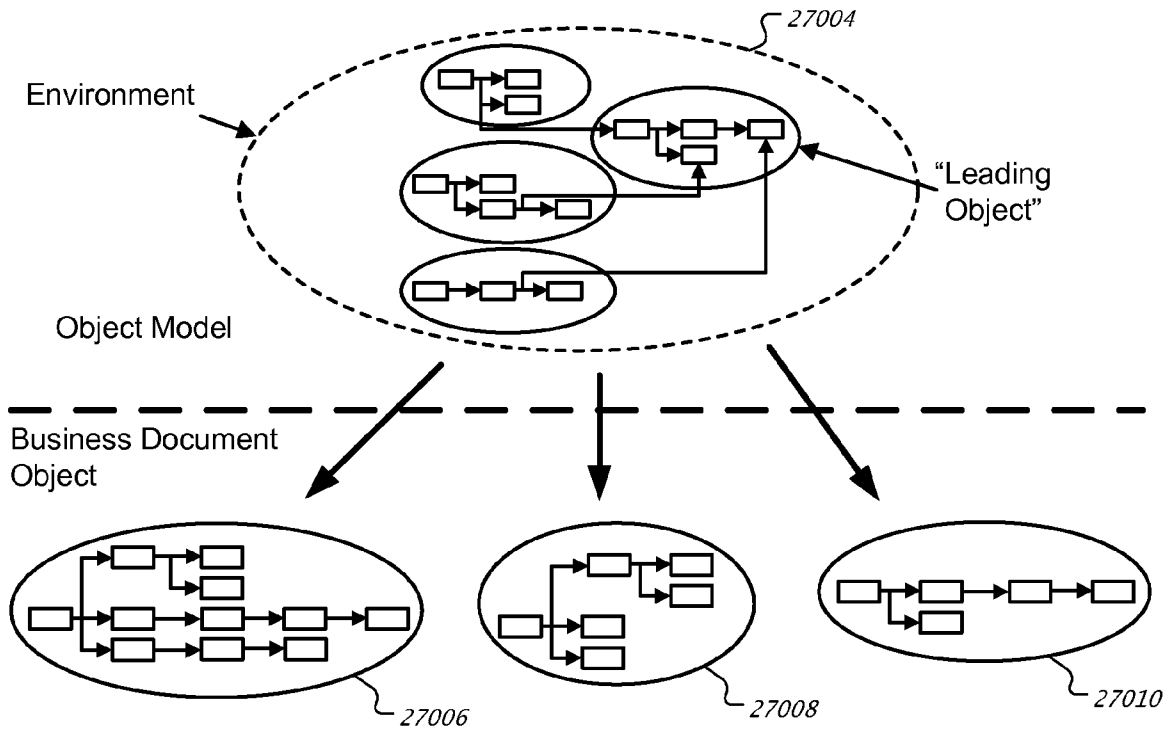 27004
Environment
“Leading
Object”
Object Model
Business Document
Object
27006
27008
27010